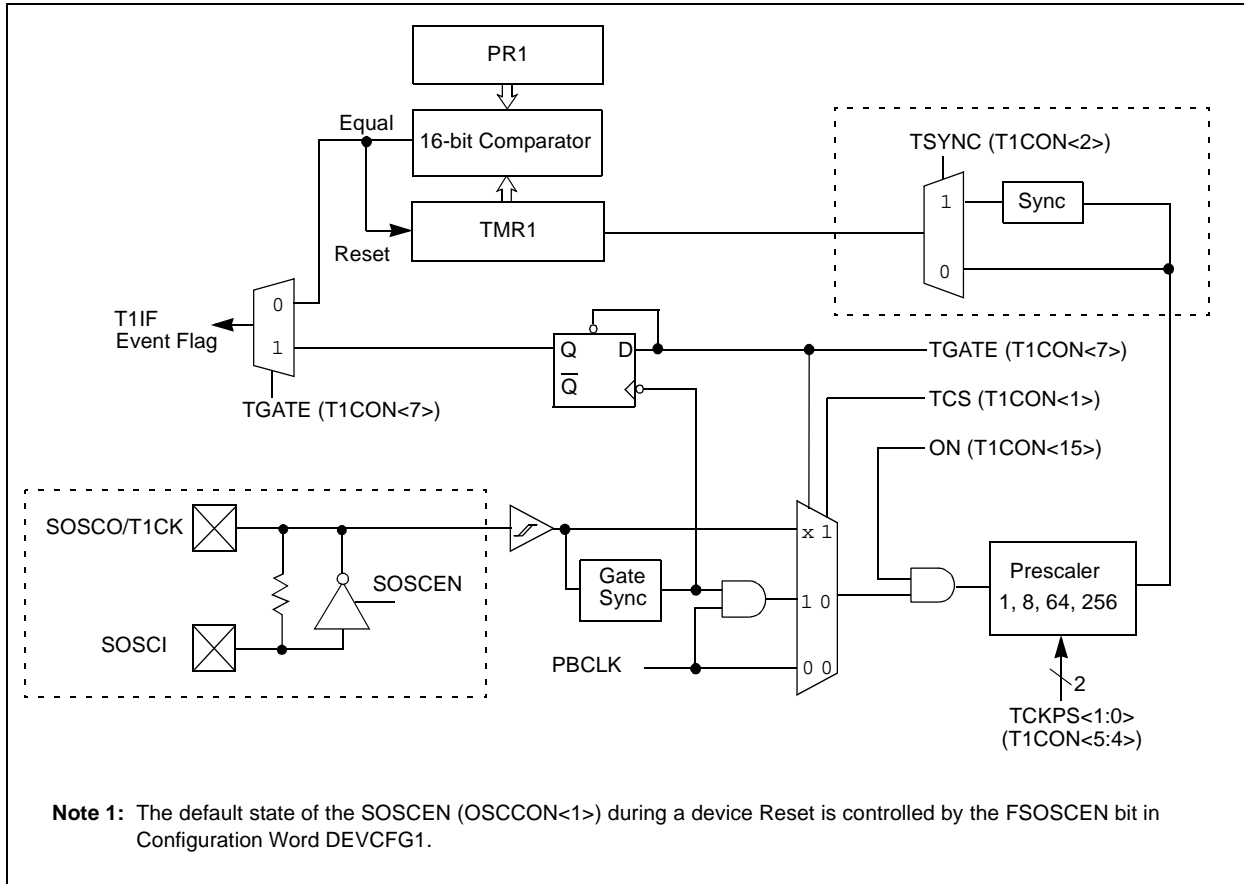 PR1
Equal
16-bit Comparator
TSYNC (T1CON<2>)
1
Sync
TMR1
Reset
0
0
T1IF
Event Flag
1
Q
D
Q̅
TGATE (T1CON<7>)
TGATE (T1CON<7>)
TCS (T1CON<1>)
ON (T1CON<15>)
SOSCO/T1CK
x 1
SOSCEN
Gate
Sync
Prescaler
1, 8, 64, 256
1 0
SOSCI
PBCLK
0 0
2
TCKPS<1:0>
(T1CON<5:4>)
Note 1: The default state of the SOSCEN (OSCCON<1>) during a device Reset is controlled by the FSOSCEN bit in
Configuration Word DEVCFG1.